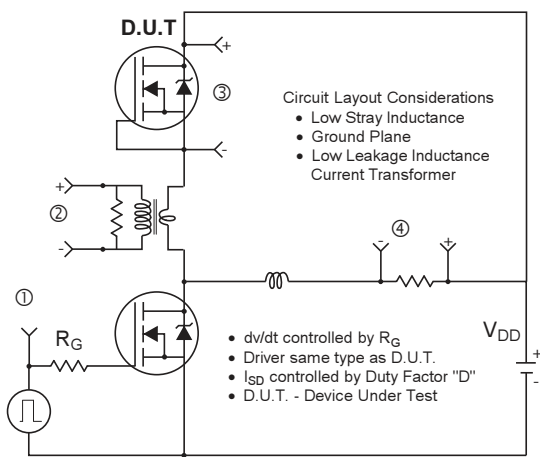 D.U.T
+
③
-
Circuit Layout Considerations
• Low Stray Inductance
• Ground Plane
• Low Leakage Inductance
Current Transformer
+
②
-
④
- +
①
R_G
V_DD
+
-
• dv/dt controlled by R_G
• Driver same type as D.U.T.
• I_SD controlled by Duty Factor "D"
• D.U.T. - Device Under Test